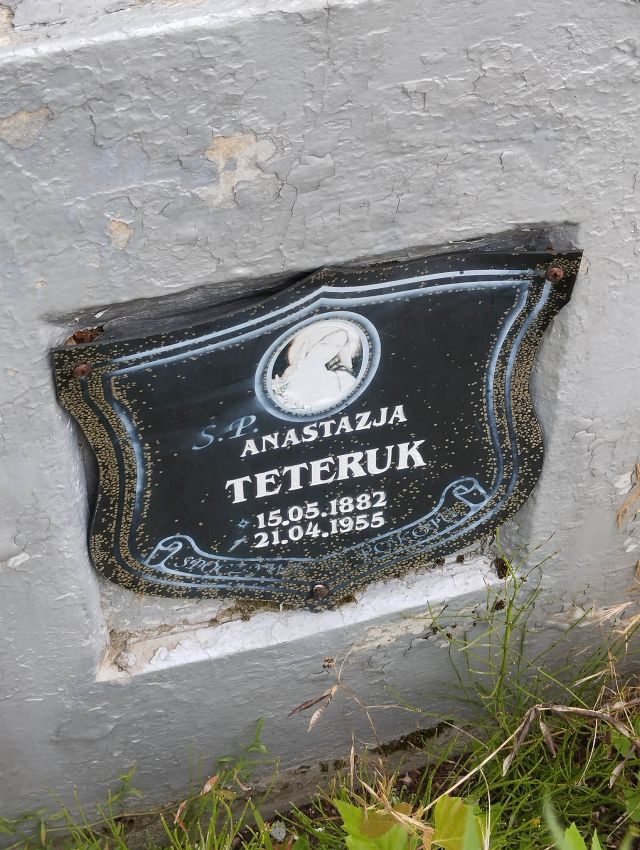 S.P.
ANASTAZJA
TETERUK
* 15.05.1882
21.04.1955